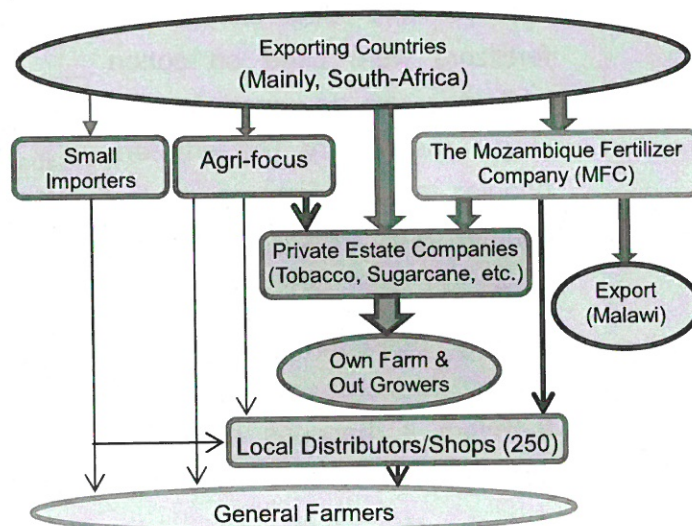 Exporting Countries
(Mainly, South-Africa)
Small
Importers
Agri-focus
The Mozambique Fertilizer
Company (MFC)
Private Estate Companies
(Tobacco, Sugarcane, etc.)
Export
(Malawi)
Own Farm &
Out Growers
Local Distributors/Shops (250)
General Farmers